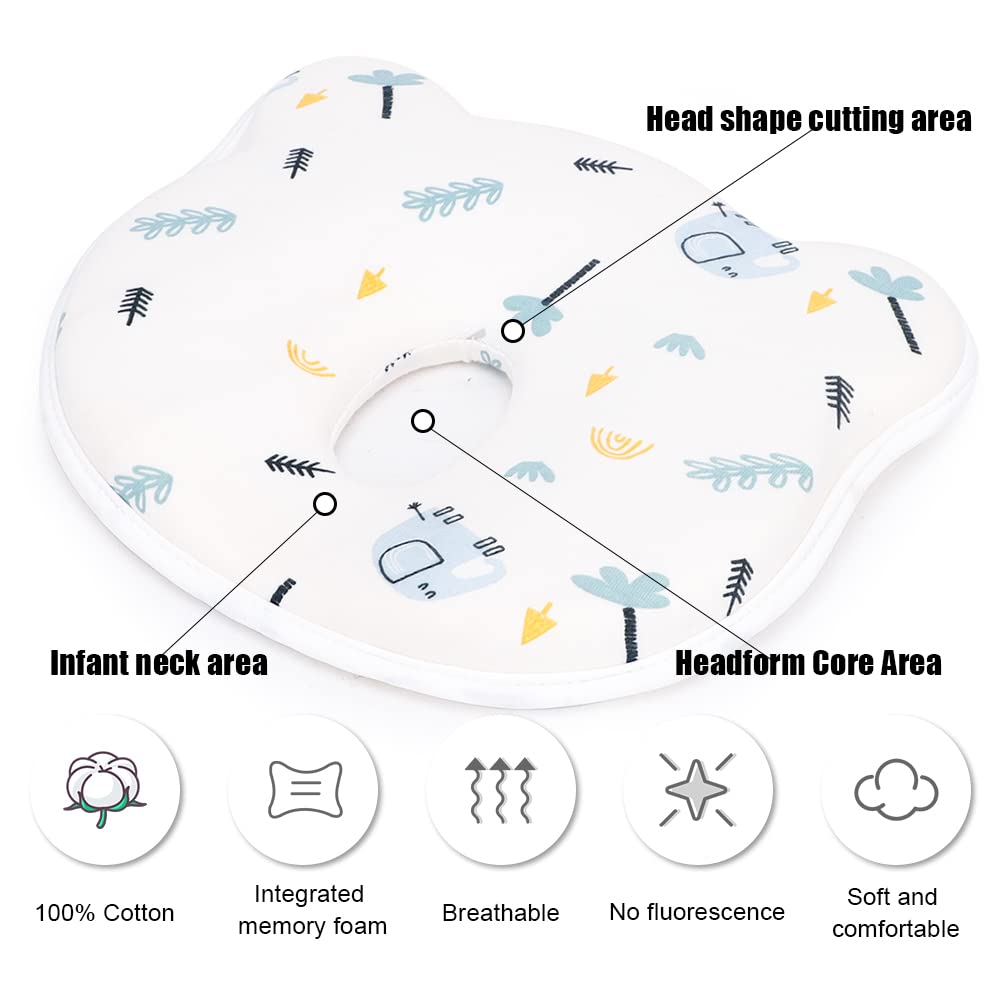 Head shape cutting area
Infant neck area
Headform Core Area
100% Cotton
Integrated
memory foam
Breathable
No fluorescence
Soft and
comfortable